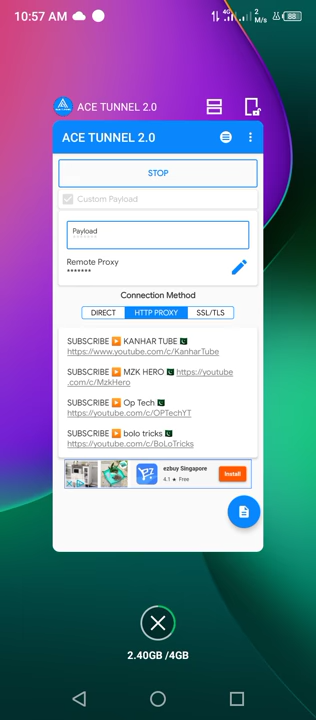 10:57 AM
4G
2
M/s
88
ACE TUNNEL 2.0
ACE TUNNEL 2.0
STOP
Custom Payload
Payload
*******
Remote Proxy
*******
Connection Method
DIRECT
HTTP PROXY
SSL/TLS
SUBSCRIBE ▶️ KANHAR TUBE 🇵🇰
https://www.youtube.com/c/KanharTube
SUBSCRIBE ▶️ MZK HERO 🇵🇰 https://youtube
.com/c/MzkHero
SUBSCRIBE ▶️ Op Tech 🇵🇰
https://youtube.com/c/OPTechYT
SUBSCRIBE ▶️ bolo tricks 🇵🇰
https://youtube.com/c/BoLoTricks
ezbuy Singapore
4.1 ★ Free
Install
2.40GB /4GB